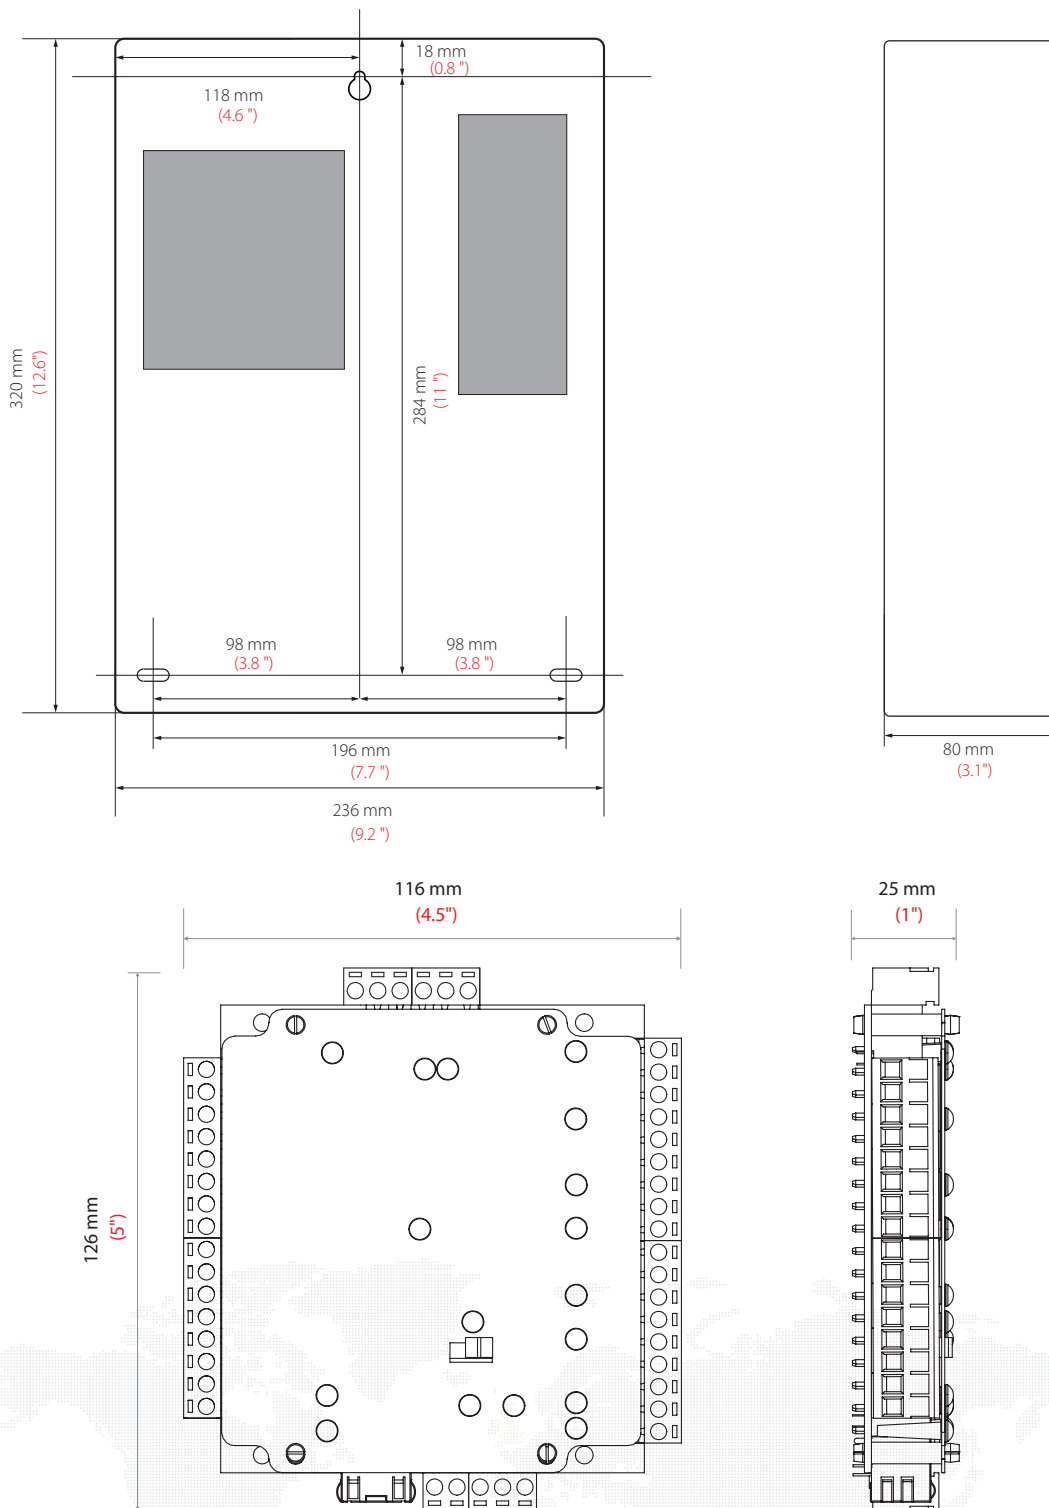 18 mm
(0.8 ")
118 mm
(4.6 ")
320 mm
(12.6")
284 mm
(11 ")
98 mm
(3.8 ")
98 mm
(3.8 ")
196 mm
(7.7 ")
80 mm
(3.1")
236 mm
(9.2 ")
116 mm
(4.5")
25 mm
(1")
126 mm
(5")